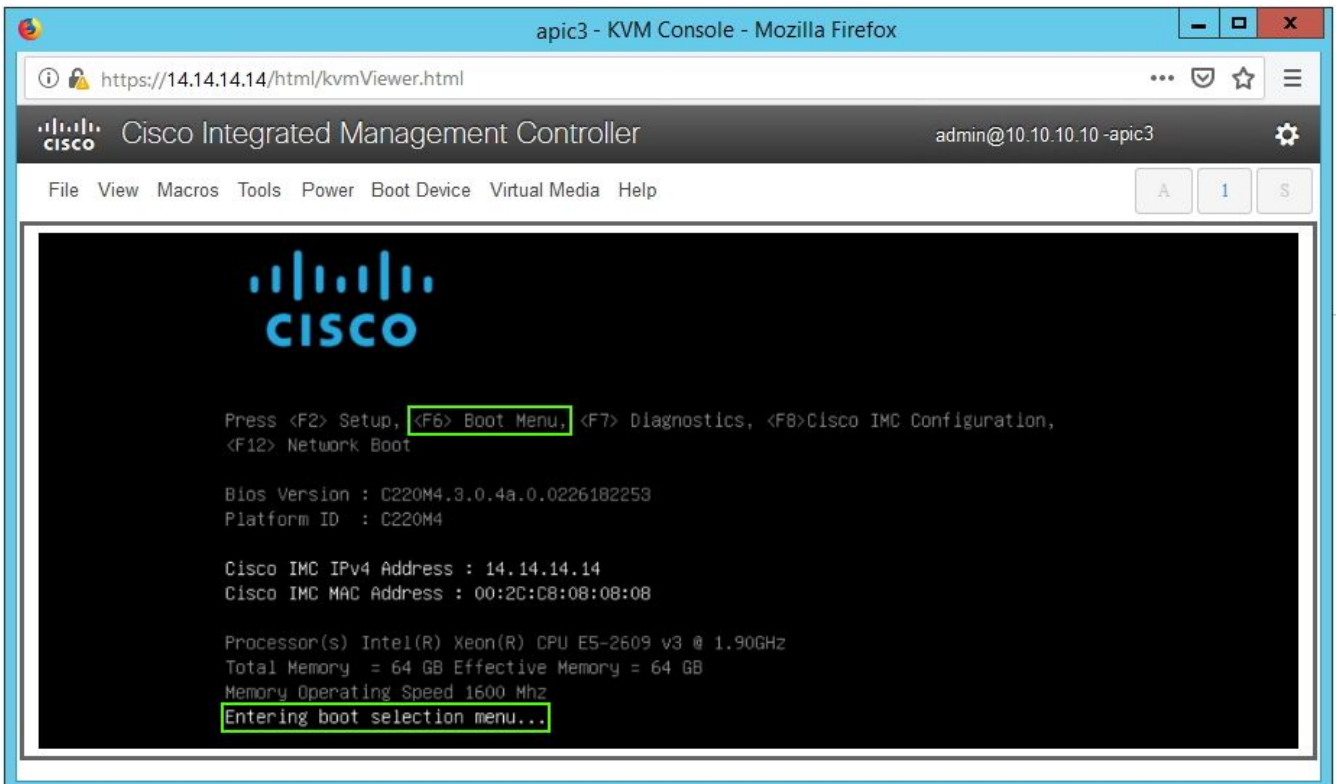 apic3 - KVM Console - Mozilla Firefox
https://14.14.14.14/html/kvmViewer.html
CISCO Cisco Integrated Management Controller admin@10.10.10.10 -apic3
File View Macros Tools Power Boot Device Virtual Media Help A 1 S
CISCO
Press <F2> Setup, <F6> Boot Menu, <F7> Diagnostics, <F8>Cisco IMC Configuration,
<F12> Network Boot
Bios Version : C220M4.3.0.4a.0.0226182253
Platform ID : C220M4
Cisco IMC IPv4 Address : 14.14.14.14
Cisco IMC MAC Address : 00:2C:C8:08:08:08
Processor(s) Intel(R) Xeon(R) CPU E5-2609 v3 @ 1.90GHz
Total Memory = 64 GB Effective Memory = 64 GB
Memory Operating Speed 1600 Mhz
Entering boot selection menu...